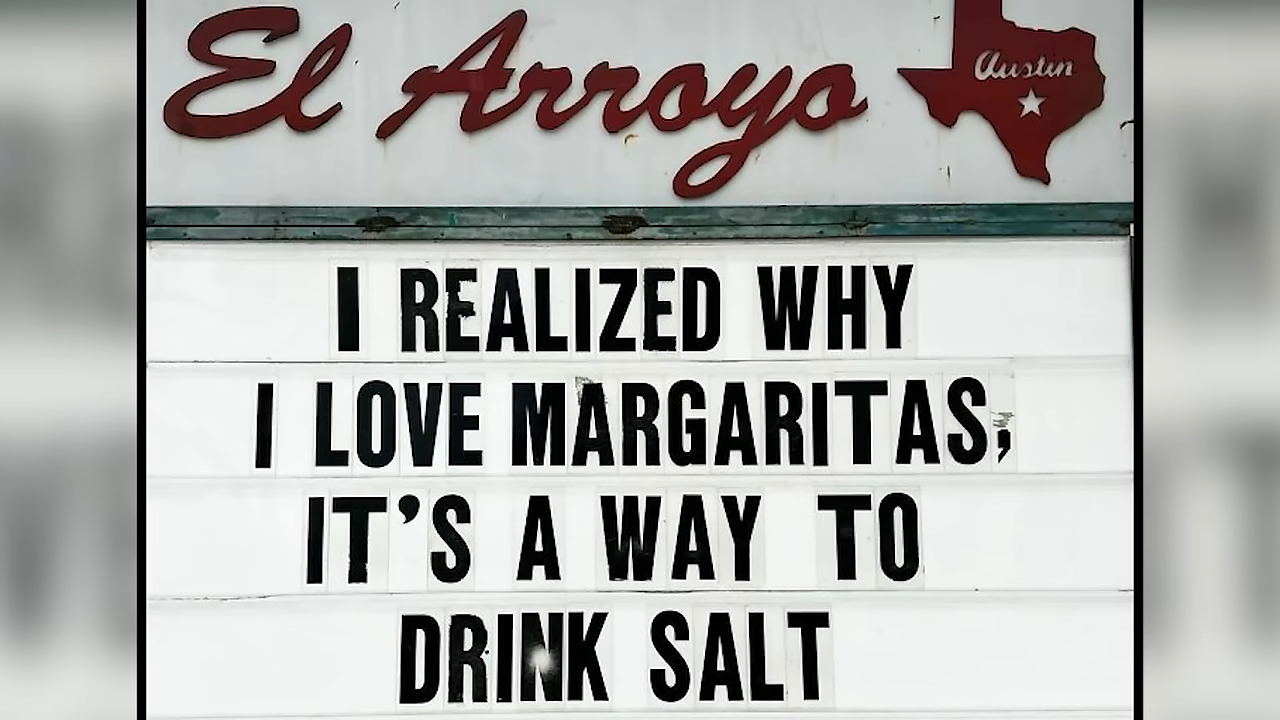 El Arroyo
Austin
I REALIZED WHY
I LOVE MARGARITAS,
IT'S A WAY TO
DRINK SALT